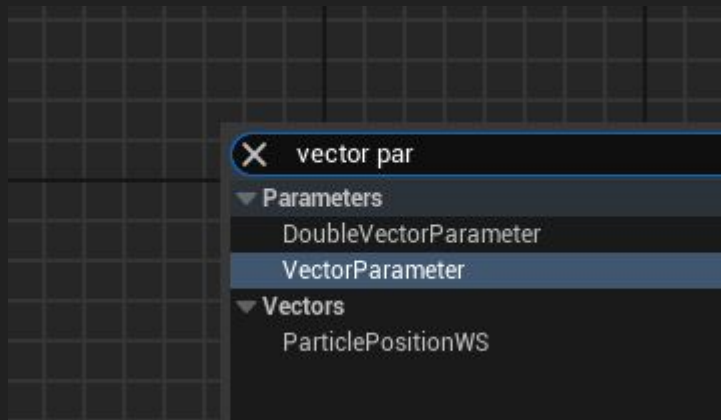 vector par
Parameters
DoubleVectorParameter
VectorParameter
Vectors
ParticlePositionWS